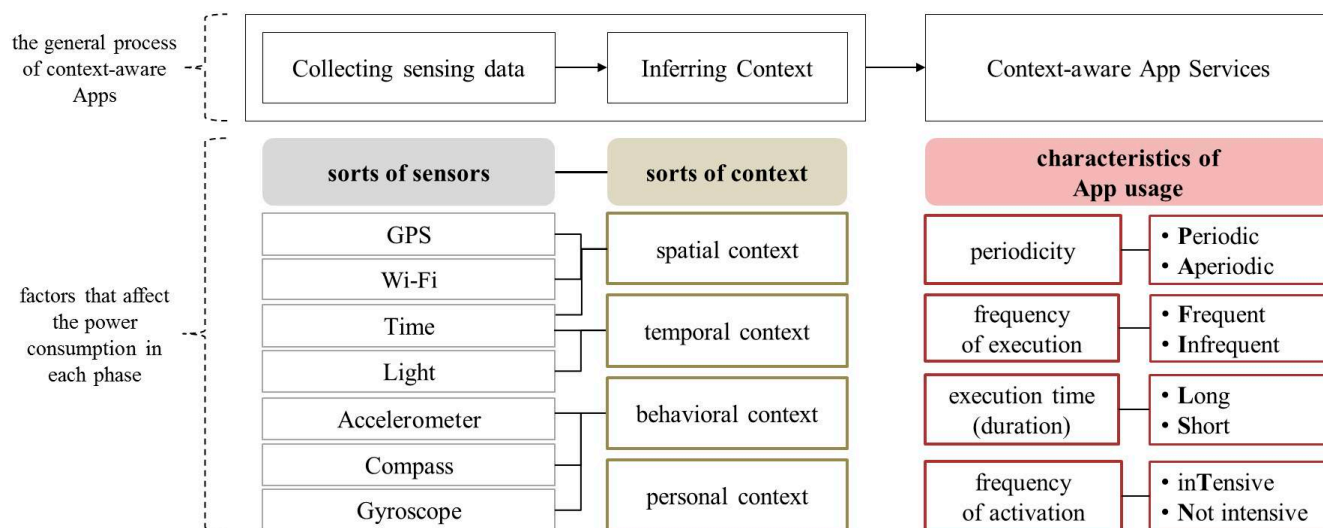 the general process
of context-aware
Apps
Collecting sensing data
Inferring Context
Context-aware App Services
factors that affect
the power
consumption in
each phase
sorts of sensors
sorts of context
characteristics of
App usage
GPS
Wi-Fi
Time
Light
Accelerometer
Compass
Gyroscope
spatial context
temporal context
behavioral context
personal context
periodicity
• Periodic
• Aperiodic
frequency
of execution
• Frequent
• Infrequent
execution time
(duration)
• Long
• Short
frequency
of activation
• inTensive
• Not intensive